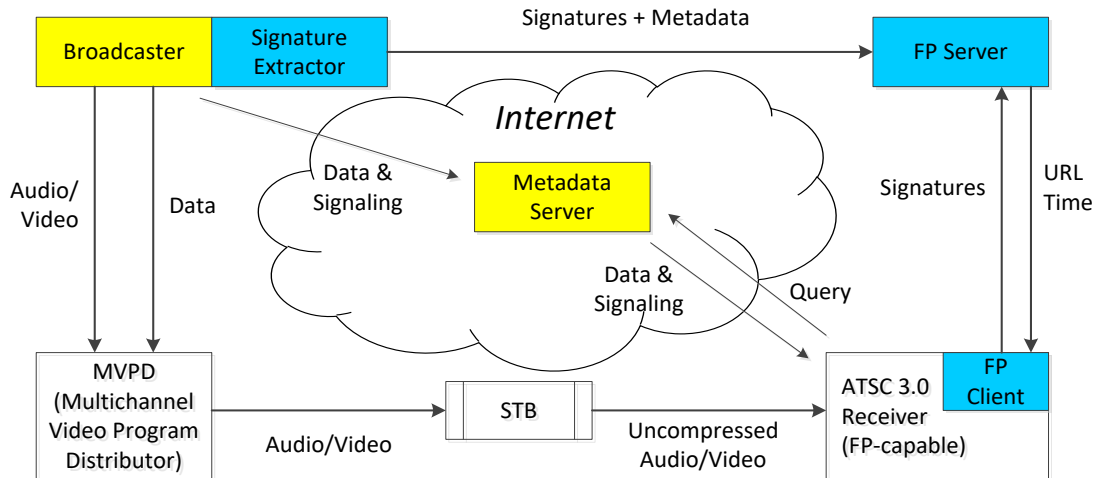 Signatures + Metadata
Broadcaster
Signature
Extractor
FP Server
Internet
Audio/
Video
Data
Data &
Signaling
Metadata
Server
Signatures
URL
Time
Data &
Signaling
Query
MVPD
(Multichannel
Video Program
Distributor)
Audio/Video
STB
Uncompressed
Audio/Video
ATSC 3.0
Receiver
(FP-capable)
FP
Client